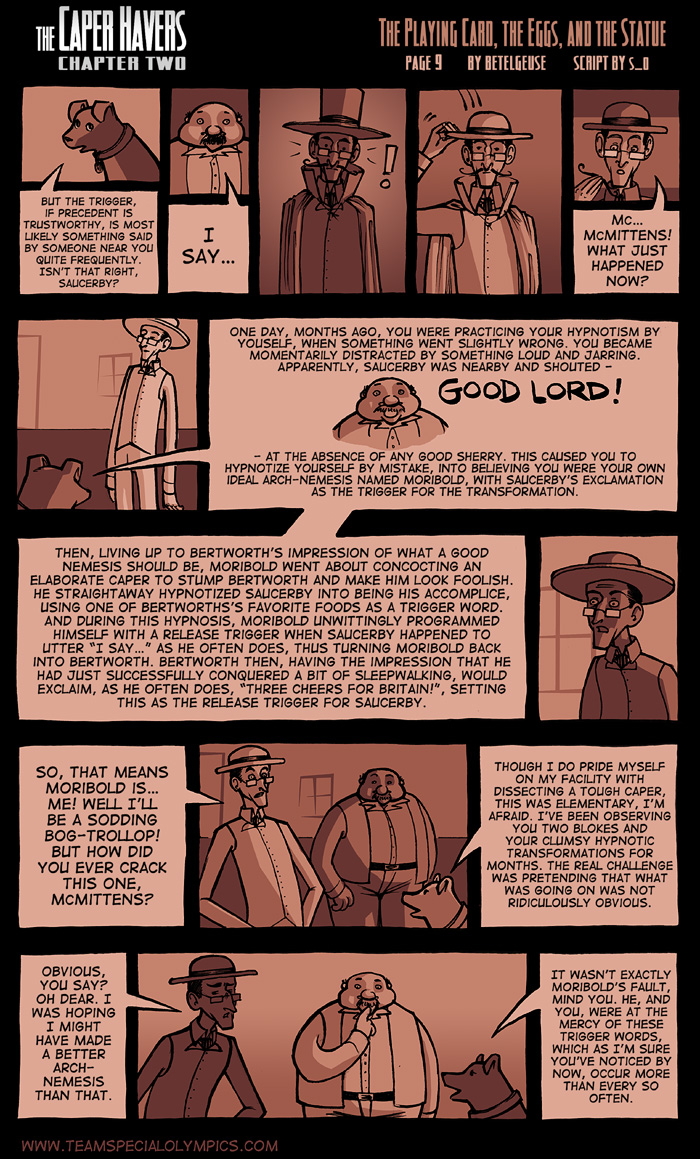 THE CAPER HAVERS
CHAPTER TWO
THE PLAYING CARD, THE EGGS, AND THE STATUE
PAGE 9 BY BETELGEUSE SCRIPT BY S_O
BUT THE TRIGGER,
IF PRECEDENT IS
TRUSTWORTHY, IS MOST
LIKELY SOMETHING SAID
BY SOMEONE NEAR YOU
QUITE FREQUENTLY.
ISN'T THAT RIGHT,
SAUCERBY?
I
SAY...
!
MC...
MCMITTENS!
WHAT JUST
HAPPENED
NOW?
ONE DAY, MONTHS AGO, YOU WERE PRACTICING YOUR HYPNOTISM BY
YOUSELF, WHEN SOMETHING WENT SLIGHTLY WRONG. YOU BECAME
MOMENTARILY DISTRACTED BY SOMETHING LOUD AND JARRING.
APPARENTLY, SAUCERBY WAS NEARBY AND SHOUTED –
GOOD LORD!
– AT THE ABSENCE OF ANY GOOD SHERRY. THIS CAUSED YOU TO
HYPNOTIZE YOURSELF BY MISTAKE, INTO BELIEVING YOU WERE YOUR OWN
IDEAL ARCH-NEMESIS NAMED MORIBOLD, WITH SAUCERBY'S EXCLAMATION
AS THE TRIGGER FOR THE TRANSFORMATION.
THEN, LIVING UP TO BERTWORTH'S IMPRESSION OF WHAT A GOOD
NEMESIS SHOULD BE, MORIBOLD WENT ABOUT CONCOCTING AN
ELABORATE CAPER TO STUMP BERTWORTH AND MAKE HIM LOOK FOOLISH.
HE STRAIGHTAWAY HYPNOTIZED SAUCERBY INTO BEING HIS ACCOMPLICE,
USING ONE OF BERTWORTHS'S FAVORITE FOODS AS A TRIGGER WORD.
AND DURING THIS HYPNOSIS, MORIBOLD UNWITTINGLY PROGRAMMED
HIMSELF WITH A RELEASE TRIGGER WHEN SAUCERBY HAPPENED TO
UTTER "I SAY..." AS HE OFTEN DOES, THUS TURNING MORIBOLD BACK
INTO BERTWORTH. BERTWORTH THEN, HAVING THE IMPRESSION THAT HE
HAD JUST SUCCESSFULLY CONQUERED A BIT OF SLEEPWALKING, WOULD
EXCLAIM, AS HE OFTEN DOES, "THREE CHEERS FOR BRITAIN!", SETTING
THIS AS THE RELEASE TRIGGER FOR SAUCERBY.
SO, THAT MEANS
MORIBOLD IS...
ME! WELL I'LL
BE A SODDING
BOG-TROLLOP!
BUT HOW DID
YOU EVER CRACK
THIS ONE,
MCMITTENS?
THOUGH I DO PRIDE MYSELF
ON MY FACILITY WITH
DISSECTING A TOUGH CAPER,
THIS WAS ELEMENTARY, I'M
AFRAID. I'VE BEEN OBSERVING
YOU TWO BLOKES AND
YOUR CLUMSY HYPNOTIC
TRANSFORMATIONS FOR
MONTHS. THE REAL CHALLENGE
WAS PRETENDING THAT WHAT
WAS GOING ON WAS NOT
RIDICULOUSLY OBVIOUS.
OBVIOUS,
YOU SAY?
OH DEAR. I
WAS HOPING
I MIGHT
HAVE MADE
A BETTER
ARCH-
NEMESIS
THAN THAT.
IT WASN'T EXACTLY
MORIBOLD'S FAULT,
MIND YOU. HE, AND
YOU, WERE AT THE
MERCY OF THESE
TRIGGER WORDS,
WHICH AS I'M SURE
YOU'VE NOTICED BY
NOW, OCCUR MORE
THAN EVERY SO
OFTEN.
WWW.TEAMSPECIALOLYMPICS.COM